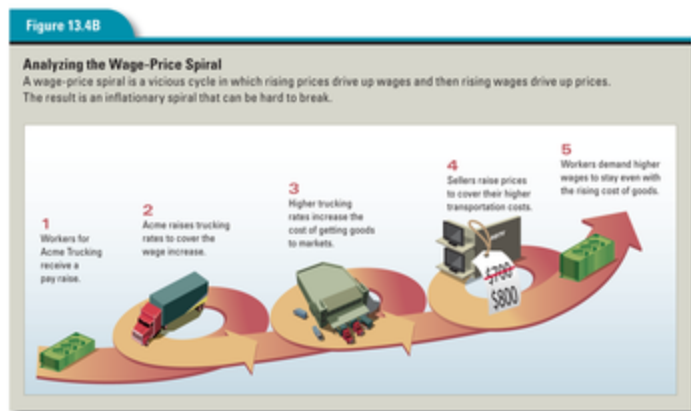 Figure 13.4B
Analyzing the Wage-Price Spiral
A wage-price spiral is a vicious cycle in which rising prices drive up wages and then rising wages drive up prices.
The result is an inflationary spiral that can be hard to break.
1
Workers for
Acme Trucking
receive a
pay raise.
2
Acme raises trucking
rates to cover the
wage increase.
3
Higher trucking
rates increase the
cost of getting goods
to markets.
4
Sellers raise prices
to cover their higher
transportation costs.
$700
$800
5
Workers demand higher
wages to stay even with
the rising cost of goods.